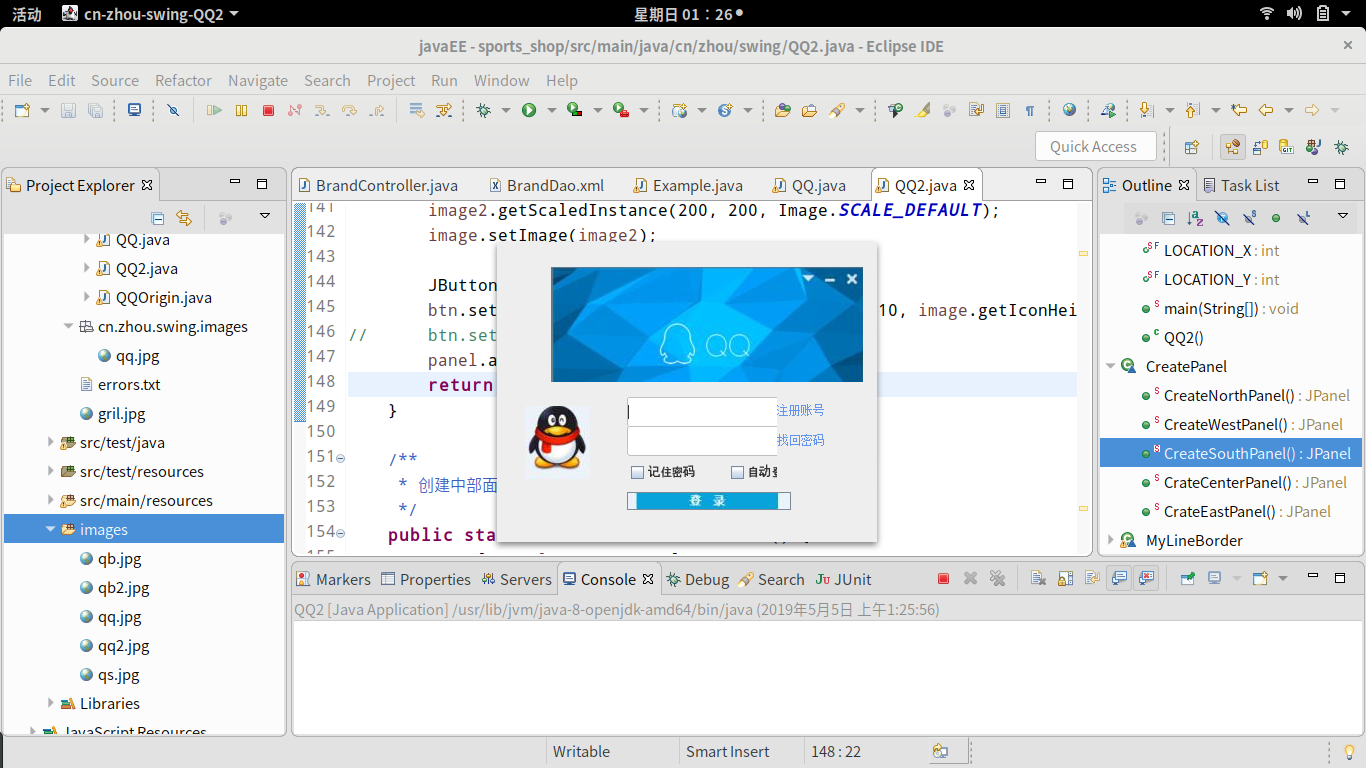 活动 cn-zhou-swing-QQ2 星期日 01：26
javaEE - sports_shop/src/main/java/cn/zhou/swing/QQ2.java - Eclipse IDE
File Edit Source Refactor Navigate Search Project Run Window Help
Quick Access
Project Explorer
QQ.java
QQ2.java
QQOrigin.java
cn.zhou.swing.images
qq.jpg
errors.txt
gril.jpg
src/test/java
src/test/resources
src/main/resources
images
qb.jpg
qb2.jpg
qq.jpg
qq2.jpg
qs.jpg
Libraries
JavaScript Resources
BrandController.java BrandDao.xml Example.java QQ.java QQ2.java
141 image2.getScaledInstance(200, 200, Image.SCALE_DEFAULT);
142 image.setImage(image2);
143
144 JButton
145 btn.set 10, image.getIconHei
146 // btn.set
147 panel.a
148 return
149 }
150
151 /**
152 * 创建中部面
153 */
154 public sta
QQ
注册账号
找回密码
记住密码 自动
登 录
Outline Task List
LOCATION_X : int
LOCATION_Y : int
main(String[]) : void
QQ2()
CreatePanel
CreateNorthPanel() : JPanel
CreateWestPanel() : JPanel
CreateSouthPanel() : JPanel
CrateCenterPanel() : JPanel
CrateEastPanel() : JPanel
MyLineBorder
Markers Properties Servers Console Debug Search JUnit
QQ2 [Java Application] /usr/lib/jvm/java-8-openjdk-amd64/bin/java (2019年5月5日 上午1:25:56)
Writable Smart Insert 148 : 22